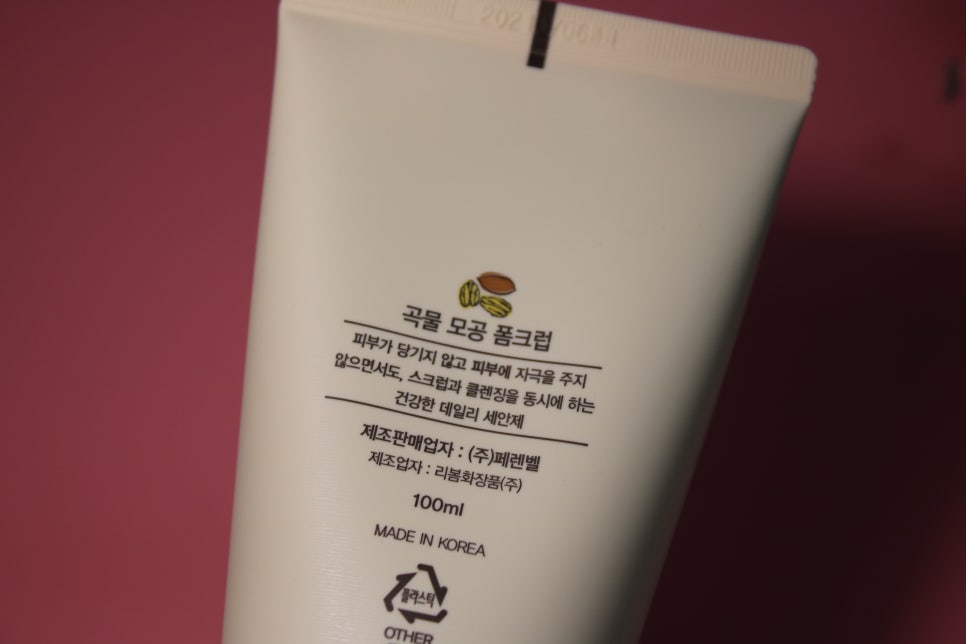 곡물 모공 폼크럽
피부가 당기지 않고 피부에 자극을 주지
않으면서도, 스크럽과 클렌징을 동시에 하는
건강한 데일리 세안제
제조판매업자 : (주)페렌벨
제조업자 : 리봄화장품(주)
100ml
MADE IN KOREA
플라스틱
OTHER